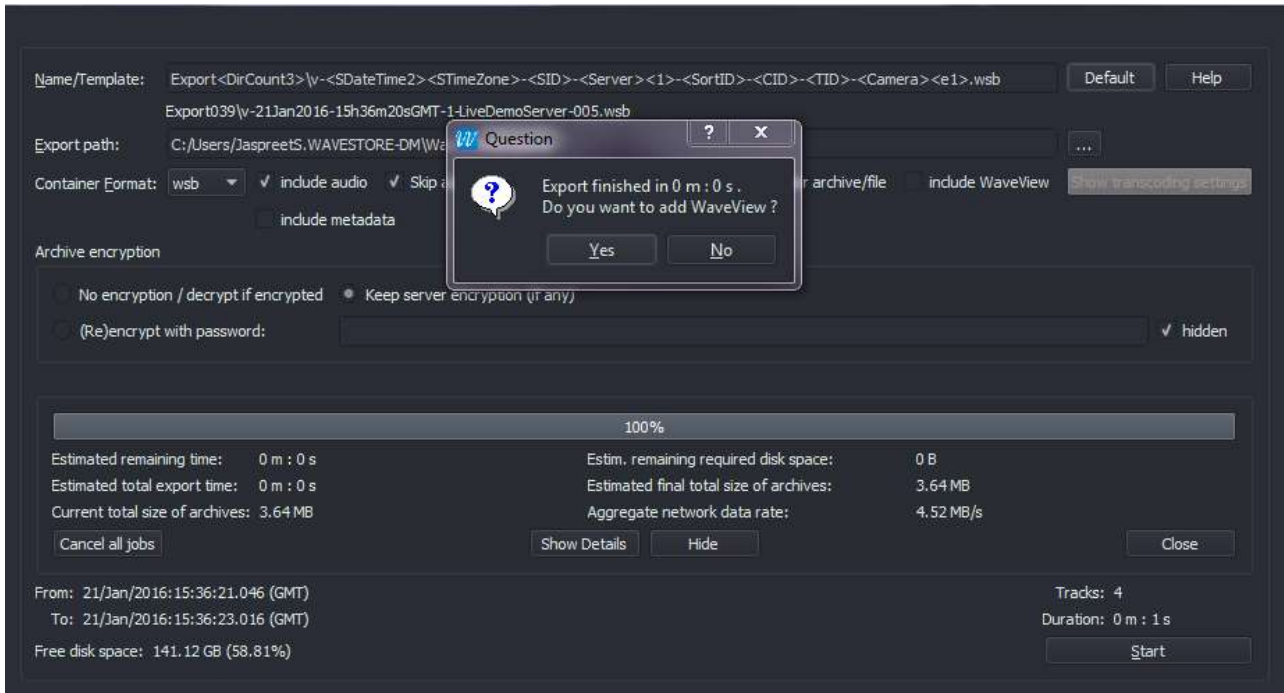 Name/Template: Export<DirCount3>\v-<SDateTime2><STimeZone>-<SID>-<Server><1>-<SortID>-<CID>-<TID>-<Camera><e1>.wsb Default Help
Export039\v-21Jan2016-15h36m20sGMT-1-LiveDemoServer-005.wsb
W Question ? X
Export path: C:/Users/JaspreetS.WAVESTORE-DM\Wa ...
Export finished in 0 m : 0 s .
Container Format: wsb include audio Skip archive/file include WaveView Show transcoding settings
Do you want to add WaveView ?
include metadata
Yes No
Archive encryption
No encryption / decrypt if encrypted Keep server encryption (if any)
(Re)encrypt with password: hidden
100%
Estimated remaining time: 0 m : 0 s Estim. remaining required disk space: 0 B
Estimated total export time: 0 m : 0 s Estimated final total size of archives: 3.64 MB
Current total size of archives: 3.64 MB Aggregate network data rate: 4.52 MB/s
Cancel all jobs Show Details Hide Close
From: 21/Jan/2016:15:36:21.046 (GMT) Tracks: 4
To: 21/Jan/2016:15:36:23.016 (GMT) Duration: 0 m : 1 s
Free disk space: 141.12 GB (58.81%) Start